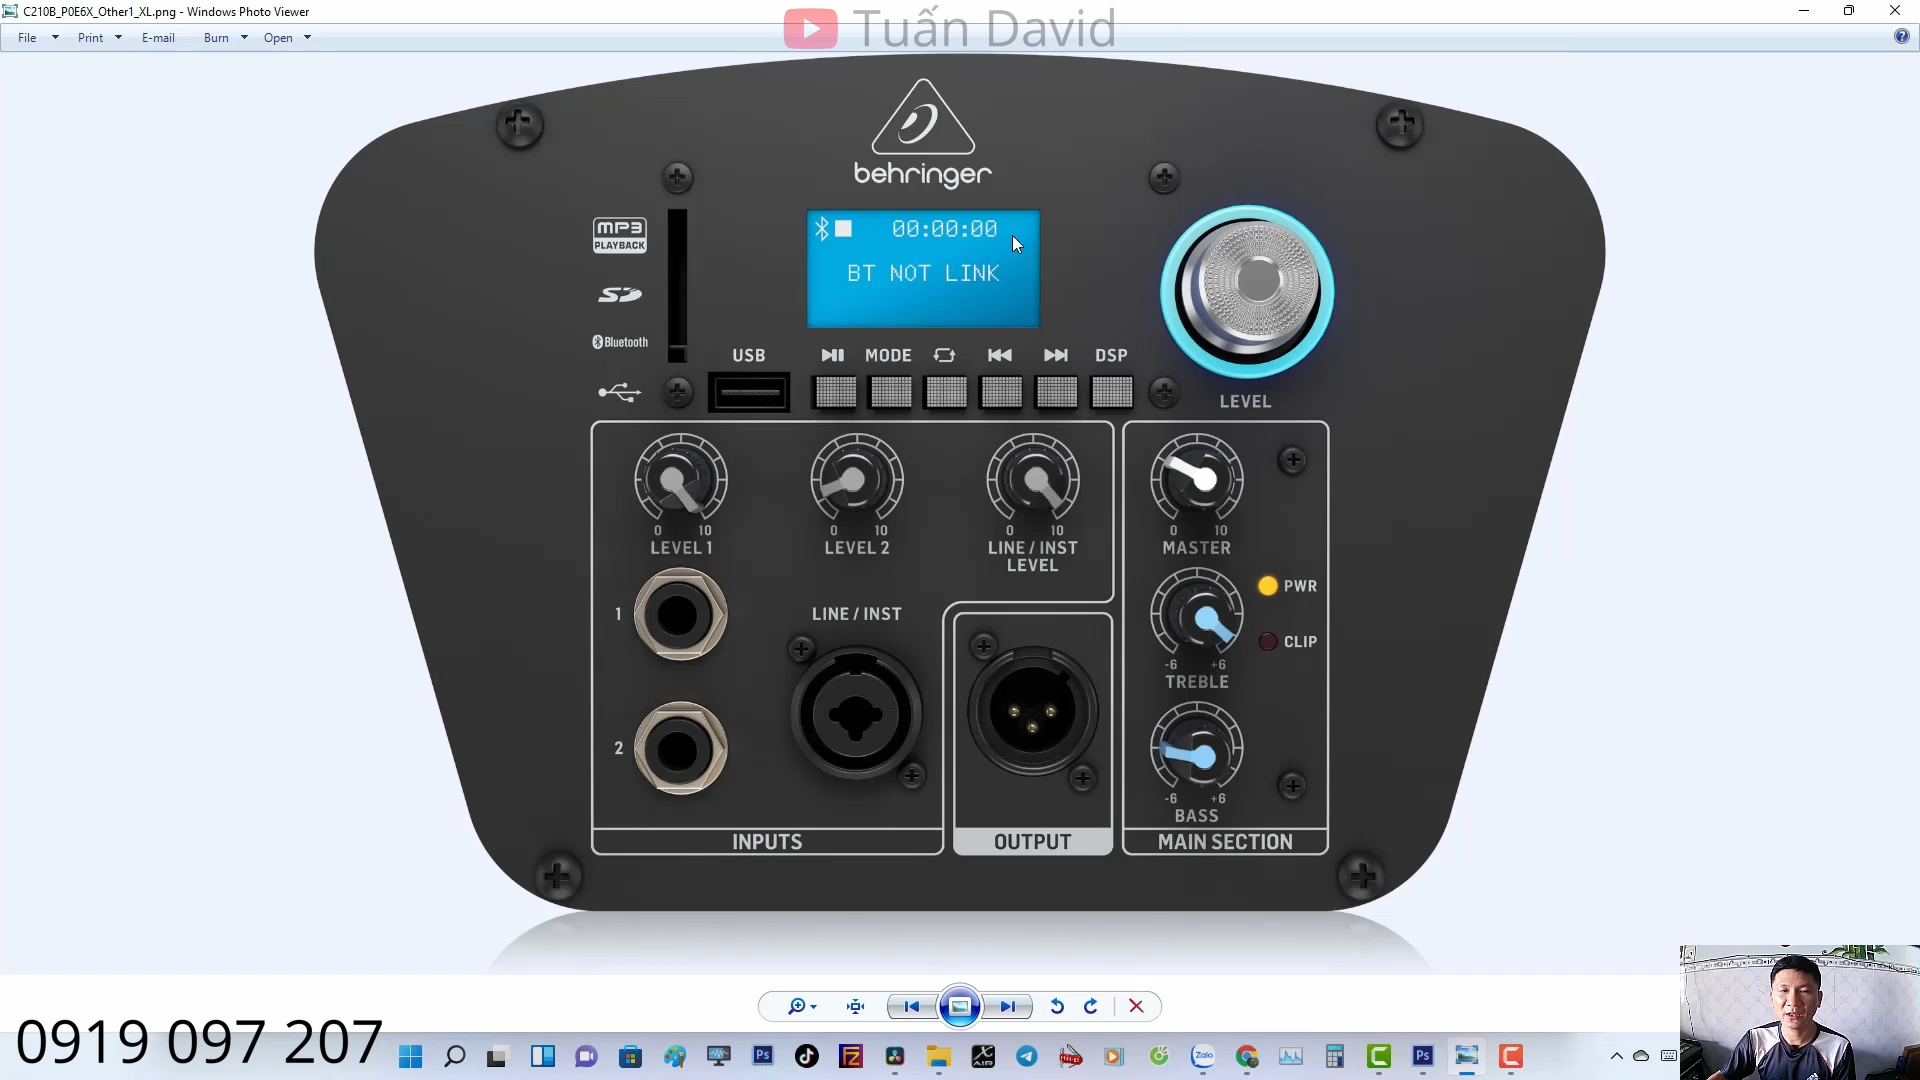 C210B_P0E6X_Other1_XL.png - Windows Photo Viewer
File Print E-mail Burn Open
Tuấn David
behringer
MP3
PLAYBACK
SD
Bluetooth
00:00:00
BT NOT LINK
USB MODE DSP
LEVEL
0 10 0 10 0 10 0 10
LEVEL 1 LEVEL 2 LINE / INST
LEVEL MASTER
PWR
CLIP
1 LINE / INST
-6 +6
TREBLE
2
-6 +6
BASS
INPUTS OUTPUT MAIN SECTION
0919 097 207
Ps Zalo Ps